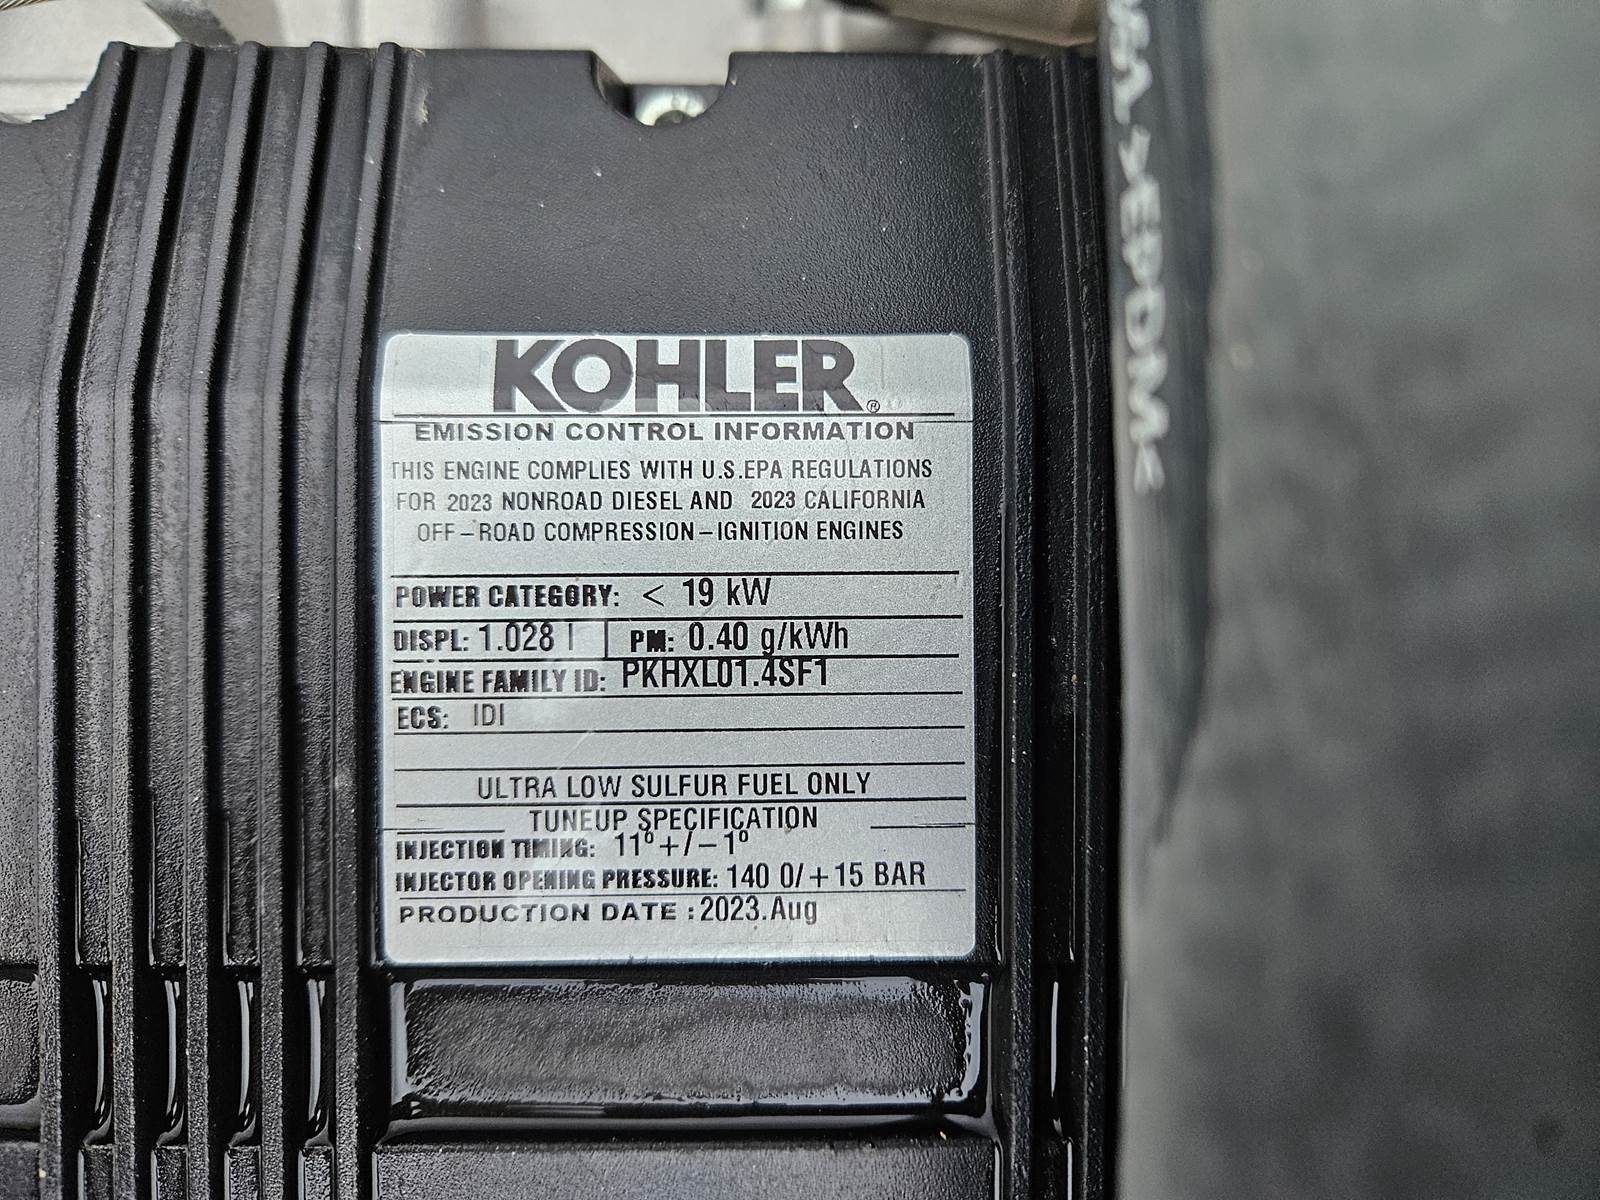 KOHLER®
EMISSION CONTROL INFORMATION
THIS ENGINE COMPLIES WITH U.S.EPA REGULATIONS
FOR 2023 NONROAD DIESEL AND 2023 CALIFORNIA
OFF-ROAD COMPRESSION-IGNITION ENGINES
POWER CATEGORY: < 19 kW
DISPL: 1.028 l PM: 0.40 g/kWh
ENGINE FAMILY ID: PKHXL01.4SF1
ECS: IDI
ULTRA LOW SULFUR FUEL ONLY
TUNEUP SPECIFICATION
INJECTION TIMING: 11º+/-1º
INJECTOR OPENING PRESSURE: 140 0/+15 BAR
PRODUCTION DATE: 2023.Aug
>EPDM<